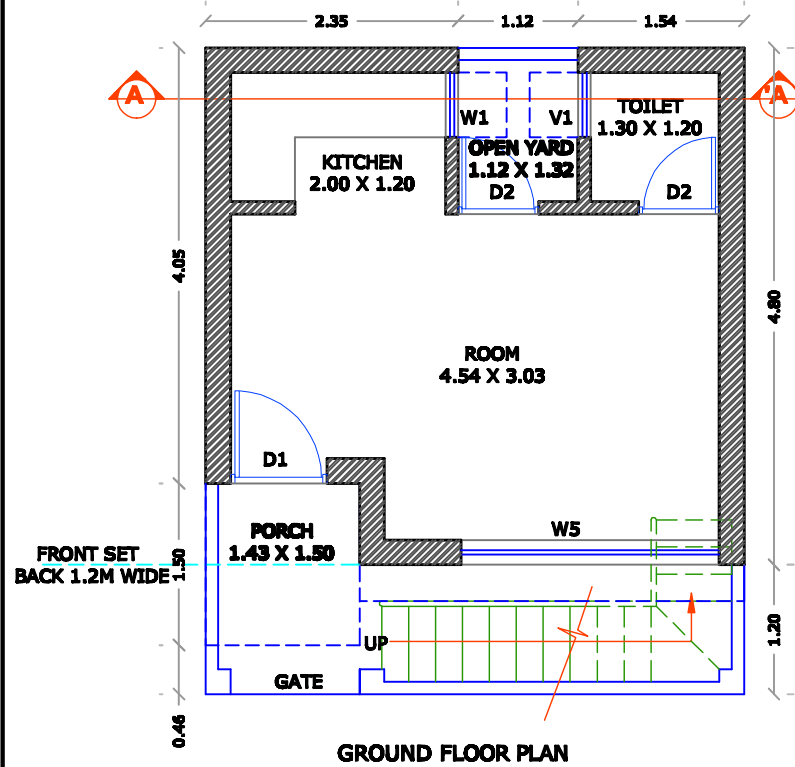 2.35
1.12
1.54
A
'A
W1
V1
TOILET
1.30 X 1.20
KITCHEN
2.00 X 1.20
OPEN YARD
1.12 X 1.32
D2
D2
4.05
4.80
ROOM
4.54 X 3.03
D1
W5
PORCH
1.43 X 1.50
FRONT SET
BACK 1.2M WIDE
1.50
1.20
UP
GATE
0.46
GROUND FLOOR PLAN